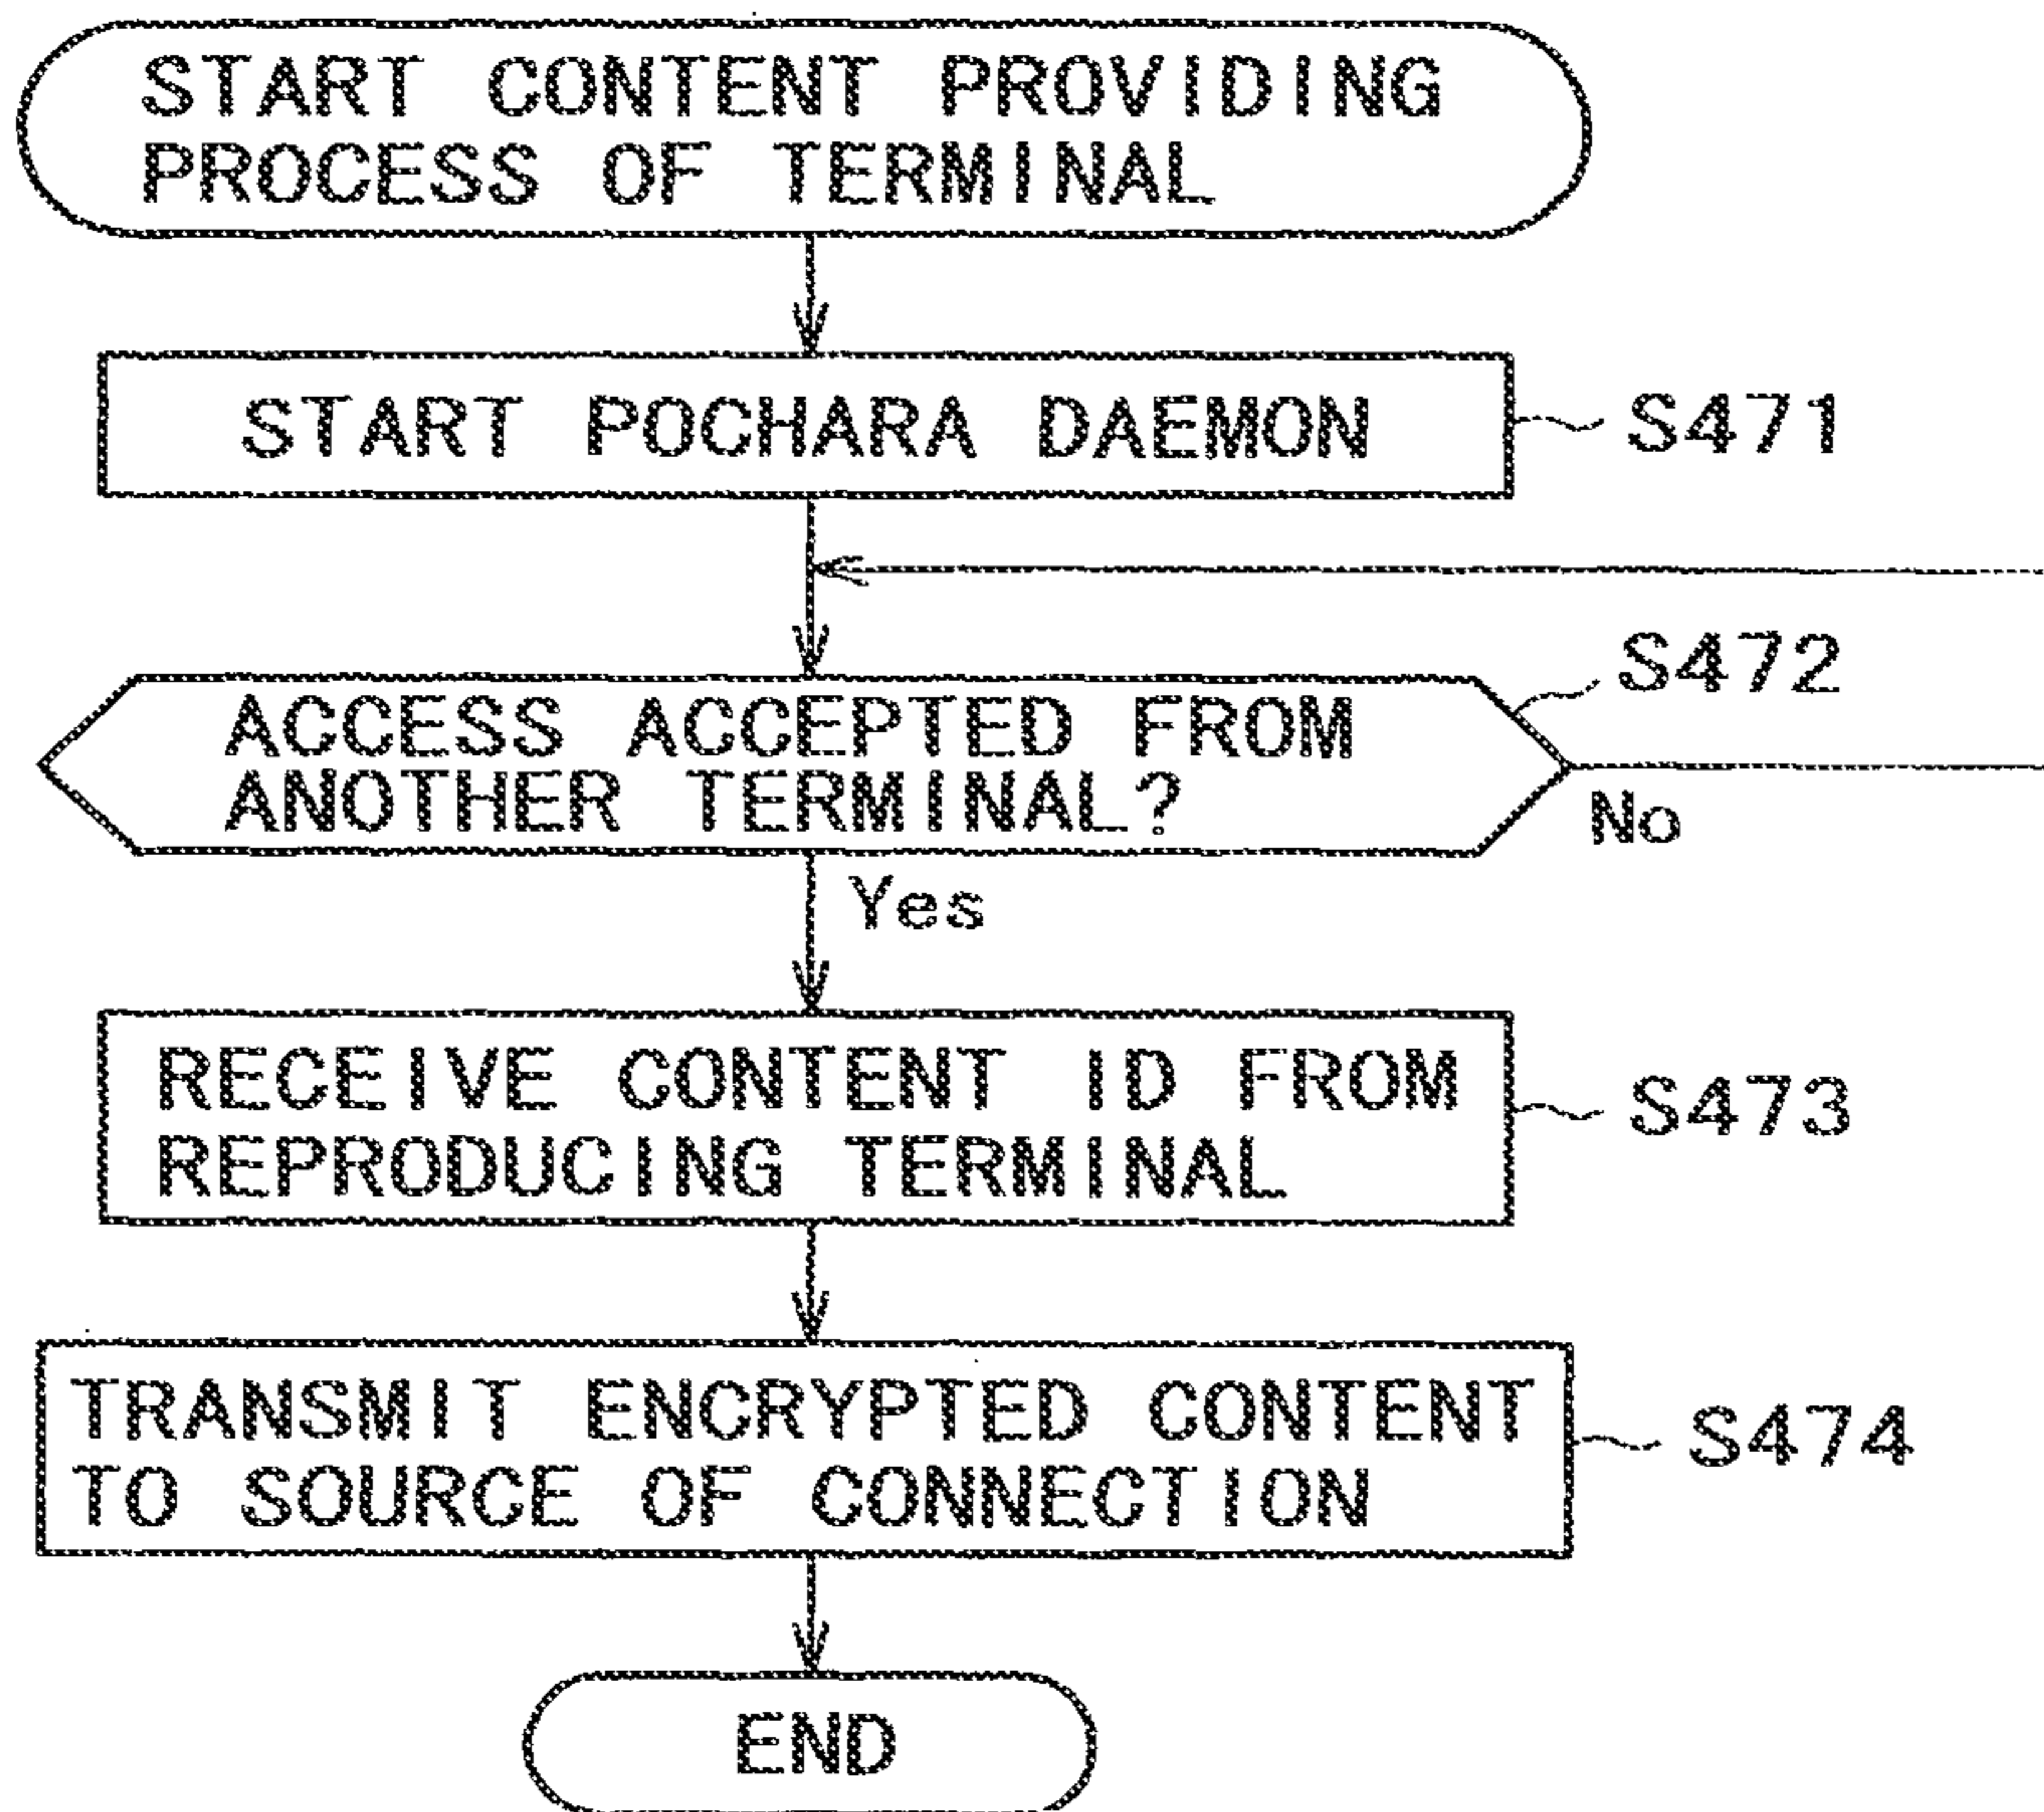 START CONTENT PROVIDING
PROCESS OF TERMINAL
START POCHARA DAEMON
S471
S472
ACCESS ACCEPTED FROM
ANOTHER TERMINAL?
No
Yes
RECEIVE CONTENT ID FROM
REPRODUCING TERMINAL
S473
TRANSMIT ENCRYPTED CONTENT
TO SOURCE OF CONNECTION
S474
END